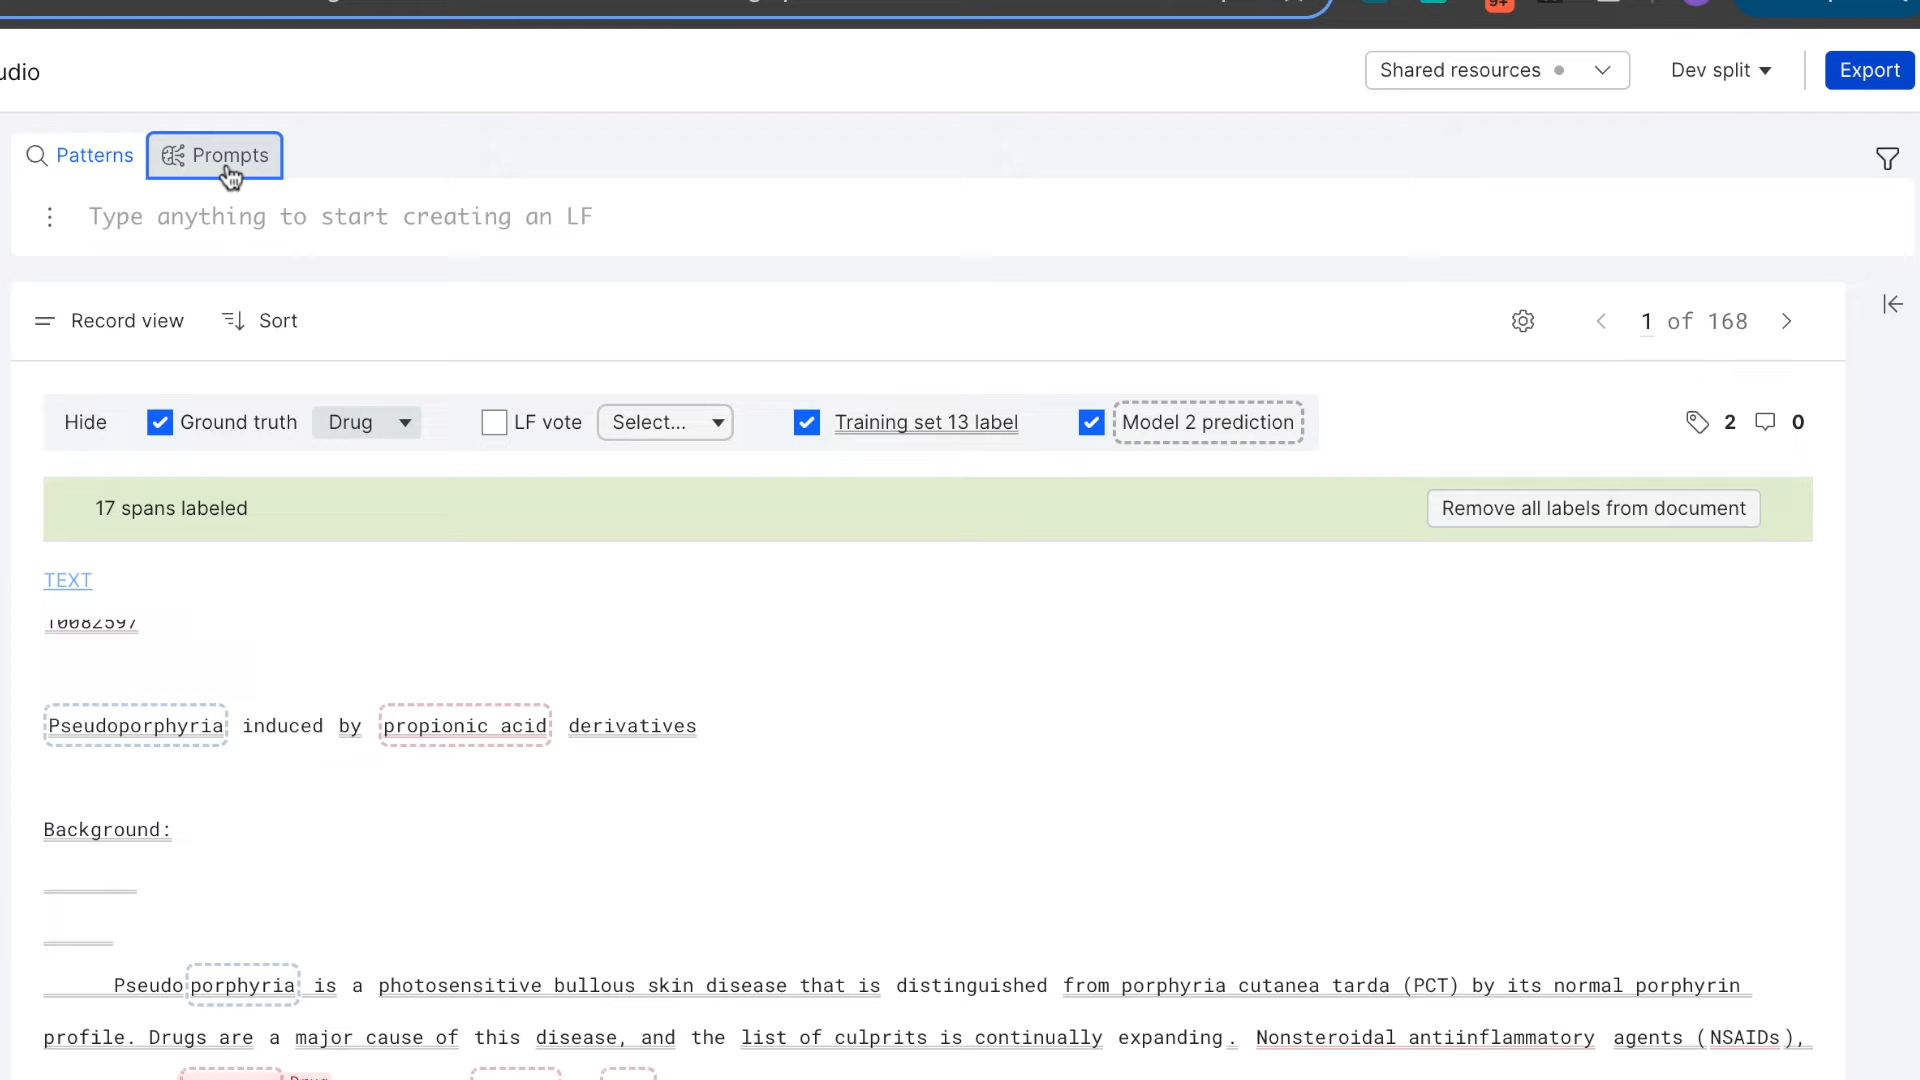 udio
Shared resources
Dev split
Export
Patterns
Prompts
Type anything to start creating an LF
Record view
Sort
1 of 168
Hide
Ground truth
Drug
LF vote
Select...
Training set 13 label
Model 2 prediction
2
0
17 spans labeled
Remove all labels from document
TEXT
10082597
Pseudoporphyria induced by propionic acid derivatives
Background:
Pseudoporphyria is a photosensitive bullous skin disease that is distinguished from porphyria cutanea tarda (PCT) by its normal porphyrin
profile. Drugs are a major cause of this disease, and the list of culprits is continually expanding. Nonsteroidal antiinflammatory agents (NSAIDs),